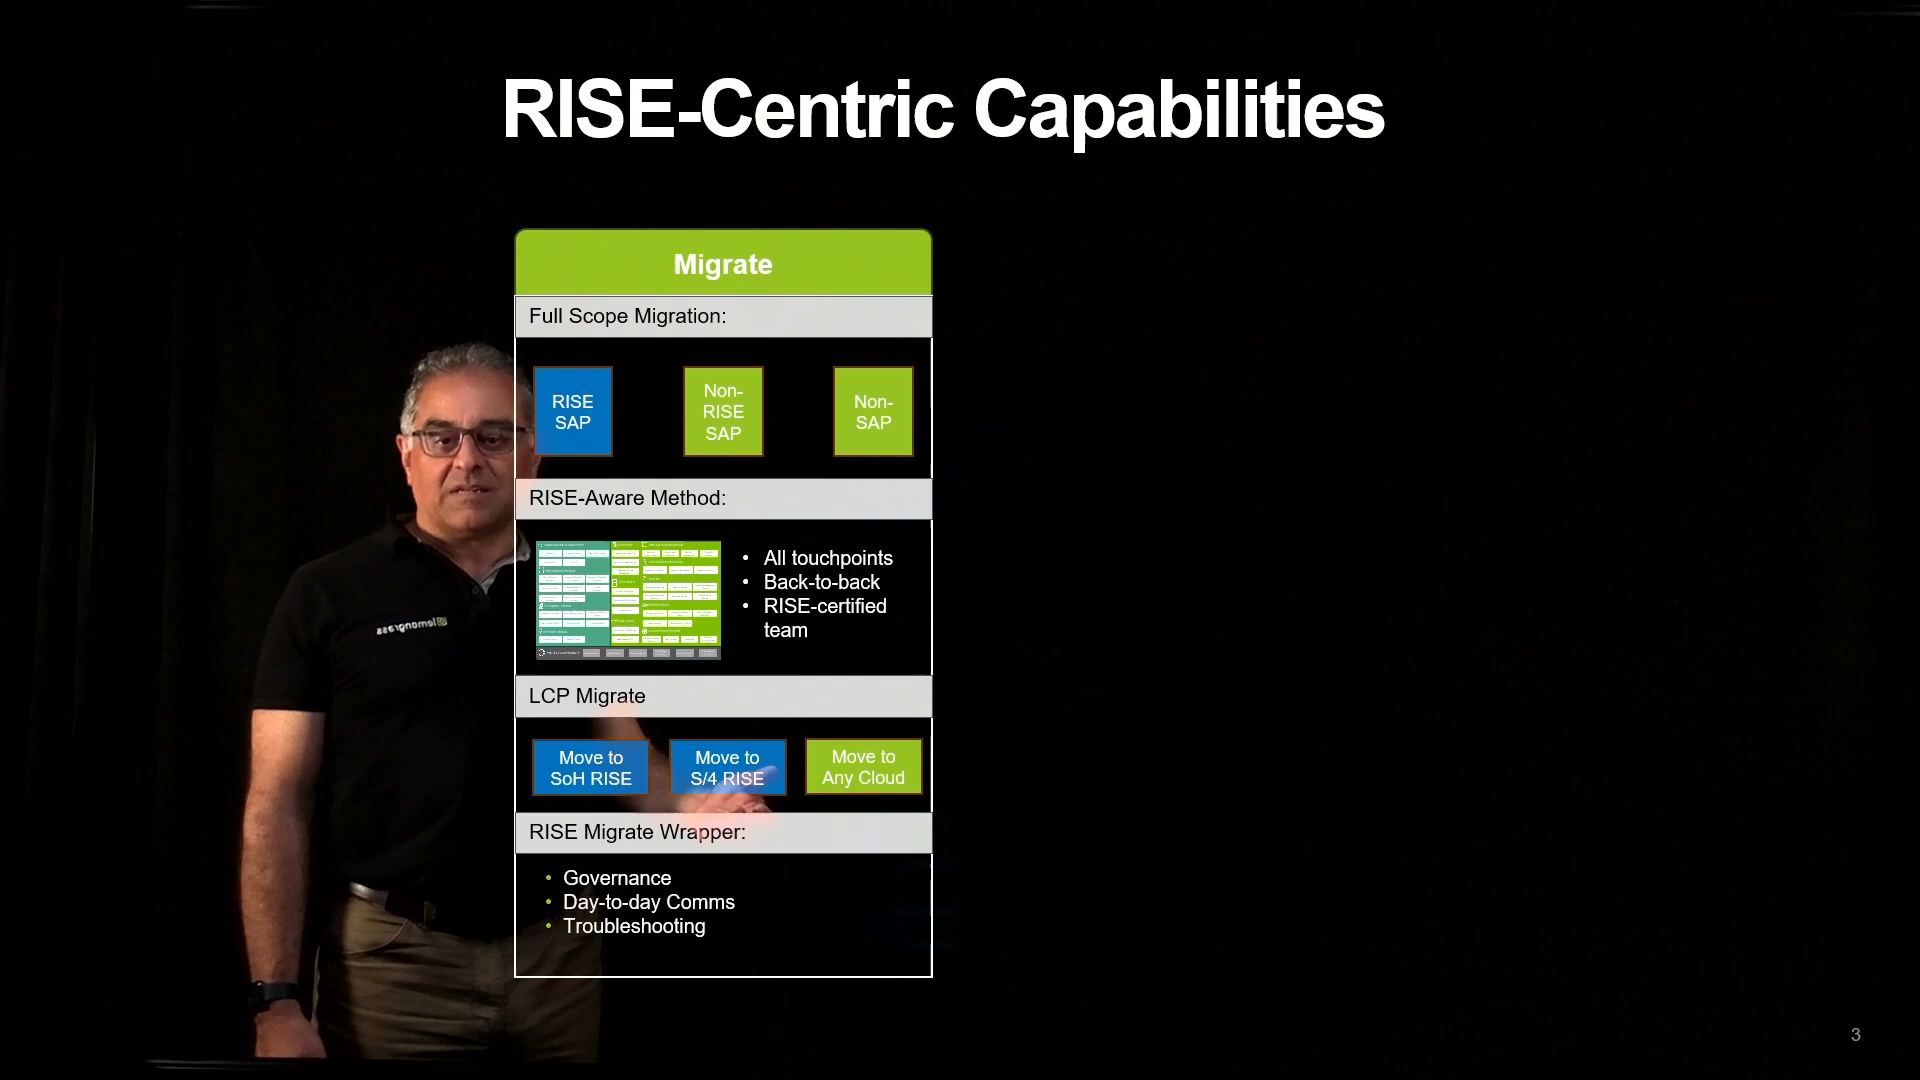 RISE-Centric Capabilities
Migrate
Full Scope Migration:
RISE
SAP
Non-
RISE
SAP
Non-
SAP
RISE-Aware Method:
• All touchpoints
• Back-to-back
• RISE-certified
team
LCP Migrate
Move to
SoH RISE
Move to
S/4 RISE
Move to
Any Cloud
RISE Migrate Wrapper:
• Governance
• Day-to-day Comms
• Troubleshooting
lemongrass
3